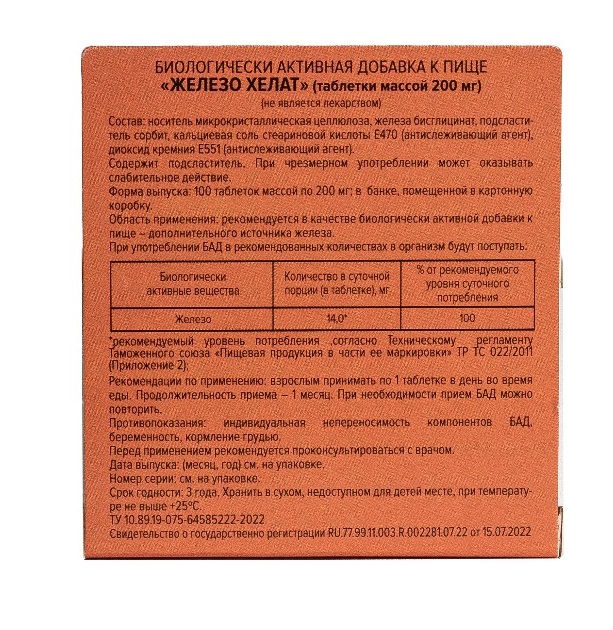 БИОЛОГИЧЕСКИ АКТИВНАЯ ДОБАВКА К ПИЩЕ
«ЖЕЛЕЗО ХЕЛАТ» (таблетки массой 200 мг)
(не является лекарством)
Состав: носитель микрокристаллическая целлюлоза, железа бисглицинат, подсласти-
тель сорбит, кальциевая соль стеариновой кислоты Е470 (антислеживающий агент),
диоксид кремния Е551 (антислеживающий агент).
Содержит подсластитель. При чрезмерном употреблении может оказывать
слабительное действие.
Форма выпуска: 100 таблеток массой по 200 мг; в банке, помещенной в картонную
коробку.
Область применения: рекомендуется в качестве биологически активной добавки к
пище – дополнительного источника железа.
При употреблении БАД в рекомендованных количествах в организм будут поступать:
Биологически активные вещества
Количество в суточной порции (в таблетке), мг
% от рекомендуемого уровня суточного потребления
Железо 14,0* 100
*рекомендуемый уровень потребления ,согласно Техническому регламенту
Таможенного союза «Пищевая продукция в части ее маркировки» ТР ТС 022/2011
(Приложение 2);
Рекомендации по применению: взрослым принимать по 1 таблетке в день во время
еды. Продолжительность приема – 1 месяц. При необходимости прием БАД можно
повторить.
Противопоказания: индивидуальная непереносимость компонентов БАД,
беременность, кормление грудью.
Перед применением рекомендуется проконсультироваться с врачом.
Дата выпуска: (месяц, год) см. на упаковке.
Номер серии: см. на упаковке.
Срок годности: 3 года. Хранить в сухом, недоступном для детей месте, при температу-
ре не выше +25°С.
ТУ 10.89.19-075-64585222-2022
Свидетельство о государственной регистрации RU.77.99.11.003 R.002281.07.22 от 15.07.2022